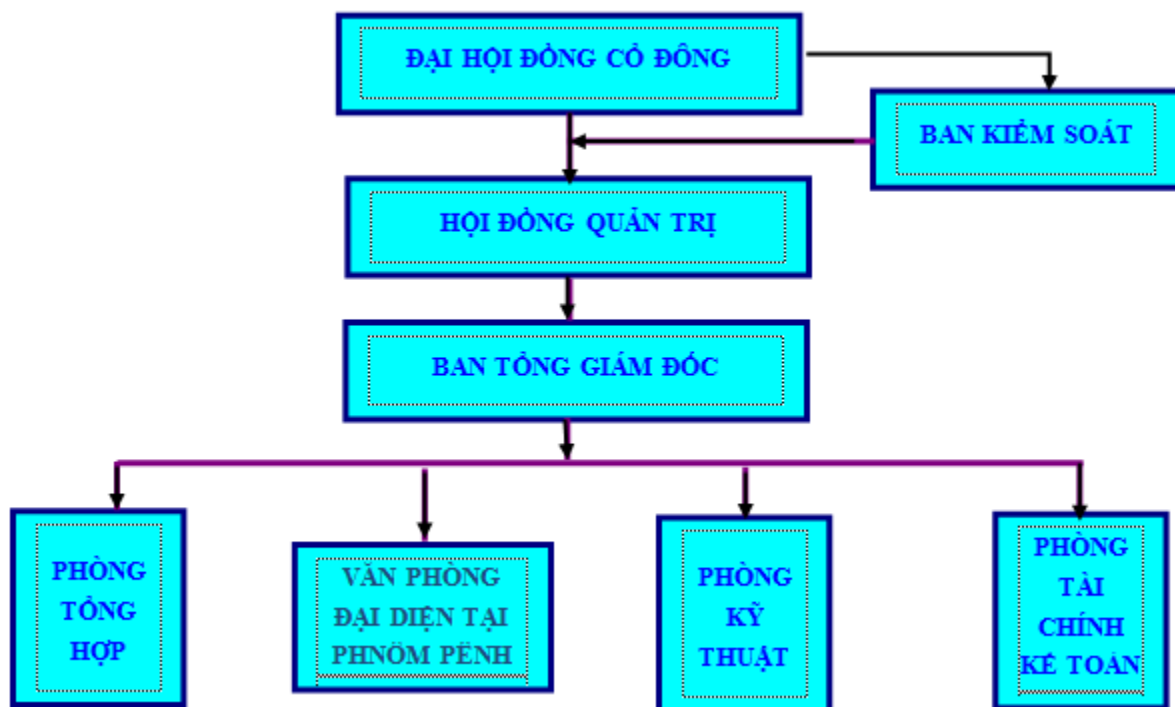 ĐẠI HỘI ĐỒNG CỔ ĐÔNG
BAN KIỂM SOÁT
HỘI ĐỒNG QUẢN TRỊ
BAN TỔNG GIÁM ĐỐC
PHÒNG
TỔNG
HỢP
VĂN PHÒNG
ĐẠI DIỆN TẠI
PHNÔM PÊNH
PHÒNG
KỸ
THUẬT
PHÒNG
TÀI
CHÍNH
KẾ TOÁN